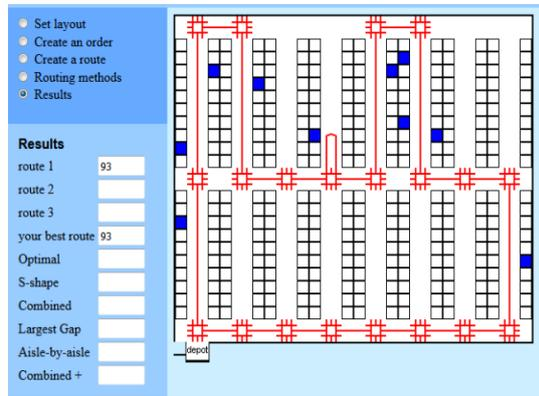 Set layout
Create an order
Create a route
Routing methods
Results
Results
route 1 93
route 2
route 3
your best route 93
Optimal
S-shape
Combined
Largest Gap
Aisle-by-aisle
Combined +
depot